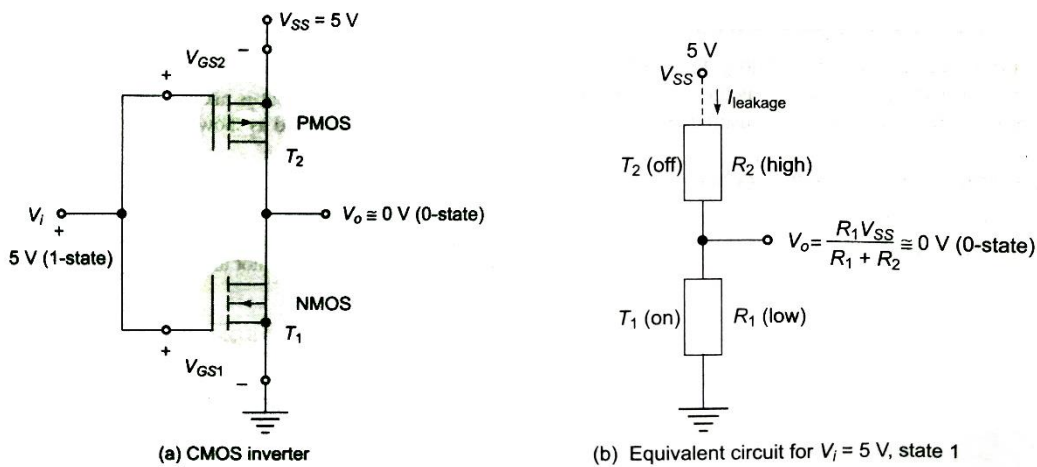 V_SS = 5 V
V_GS2
−
+
PMOS
T_2
V_i
+
5 V (1-state)
V_o ≅ 0 V (0-state)
NMOS
T_1
+
V_GS1
−
(a) CMOS inverter
5 V
V_SS
I_leakage
T_2 (off)
R_2 (high)
V_o = R_1 V_SS / R_1 + R_2 ≅ 0 V (0-state)
T_1 (on)
R_1 (low)
(b) Equivalent circuit for V_i = 5 V, state 1